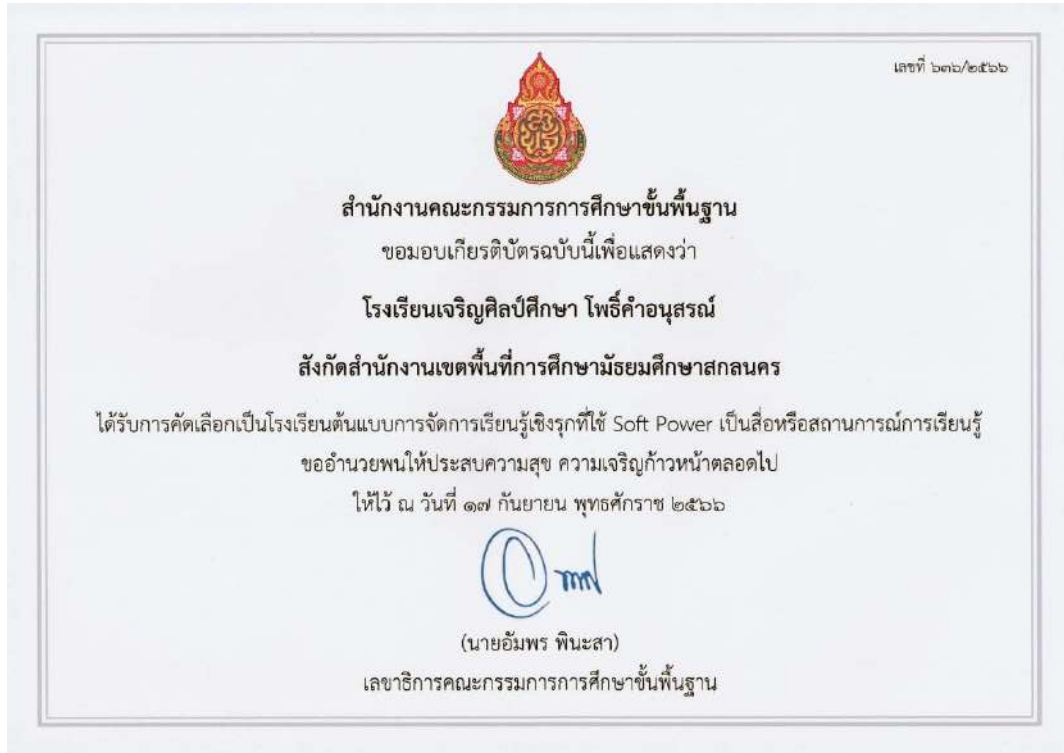 เลขที่ ๖๓๖/๒๕๖๖
สำนักงานคณะกรรมการการศึกษาขั้นพื้นฐาน
ขอมอบเกียรติบัตรฉบับนี้เพื่อแสดงว่า
โรงเรียนเจริญศิลป์ศึกษา โพธิ์คำอนุสรณ์
สังกัดสำนักงานเขตพื้นที่การศึกษามัธยมศึกษาสกลนคร
ได้รับการคัดเลือกเป็นโรงเรียนต้นแบบการจัดการเรียนรู้เชิงรุกที่ใช้ Soft Power เป็นสื่อหรือสถานการณ์การเรียนรู้
ขออำนวยพนให้ประสบความสุข ความเจริญก้าวหน้าตลอดไป
ให้ไว้ ณ วันที่ ๑๗ กันยายน พุทธศักราช ๒๕๖๖
(นายอัมพร พินะสา)
เลขาธิการคณะกรรมการการศึกษาขั้นพื้นฐาน